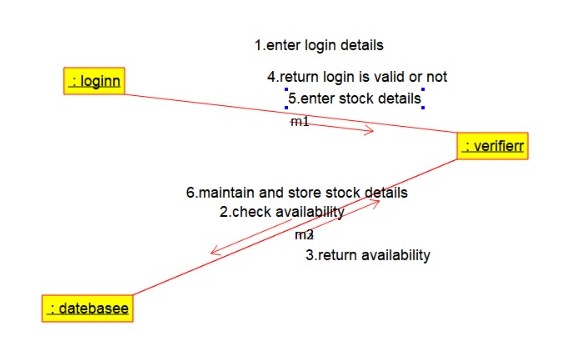 1.enter login details
4.return login is valid or not
: loginn
5.enter stock details
m1
: verifierr
6.maintain and store stock details
2.check availability
3.return availability
: datebasee